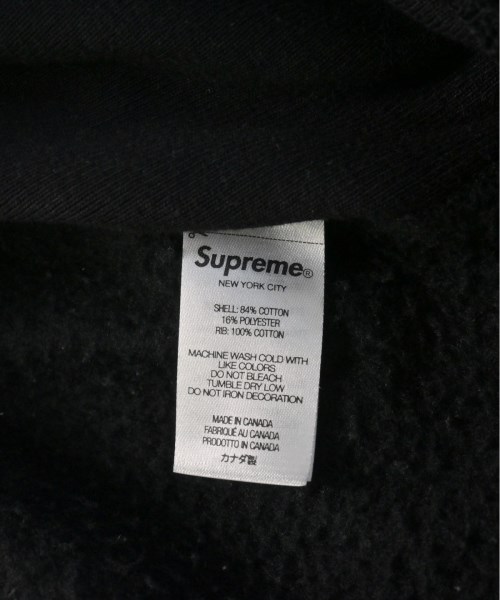 Supreme®
NEW YORK CITY
SHELL: 84% COTTON
16% POLYESTER
RIB: 100% COTTON
MACHINE WASH COLD WITH
LIKE COLORS
DO NOT BLEACH
TUMBLE DRY LOW
DO NOT IRON DECORATION
MADE IN CANADA
FABRIQUÉ AU CANADA
PRODOTTO IN CANADA
カナダ製